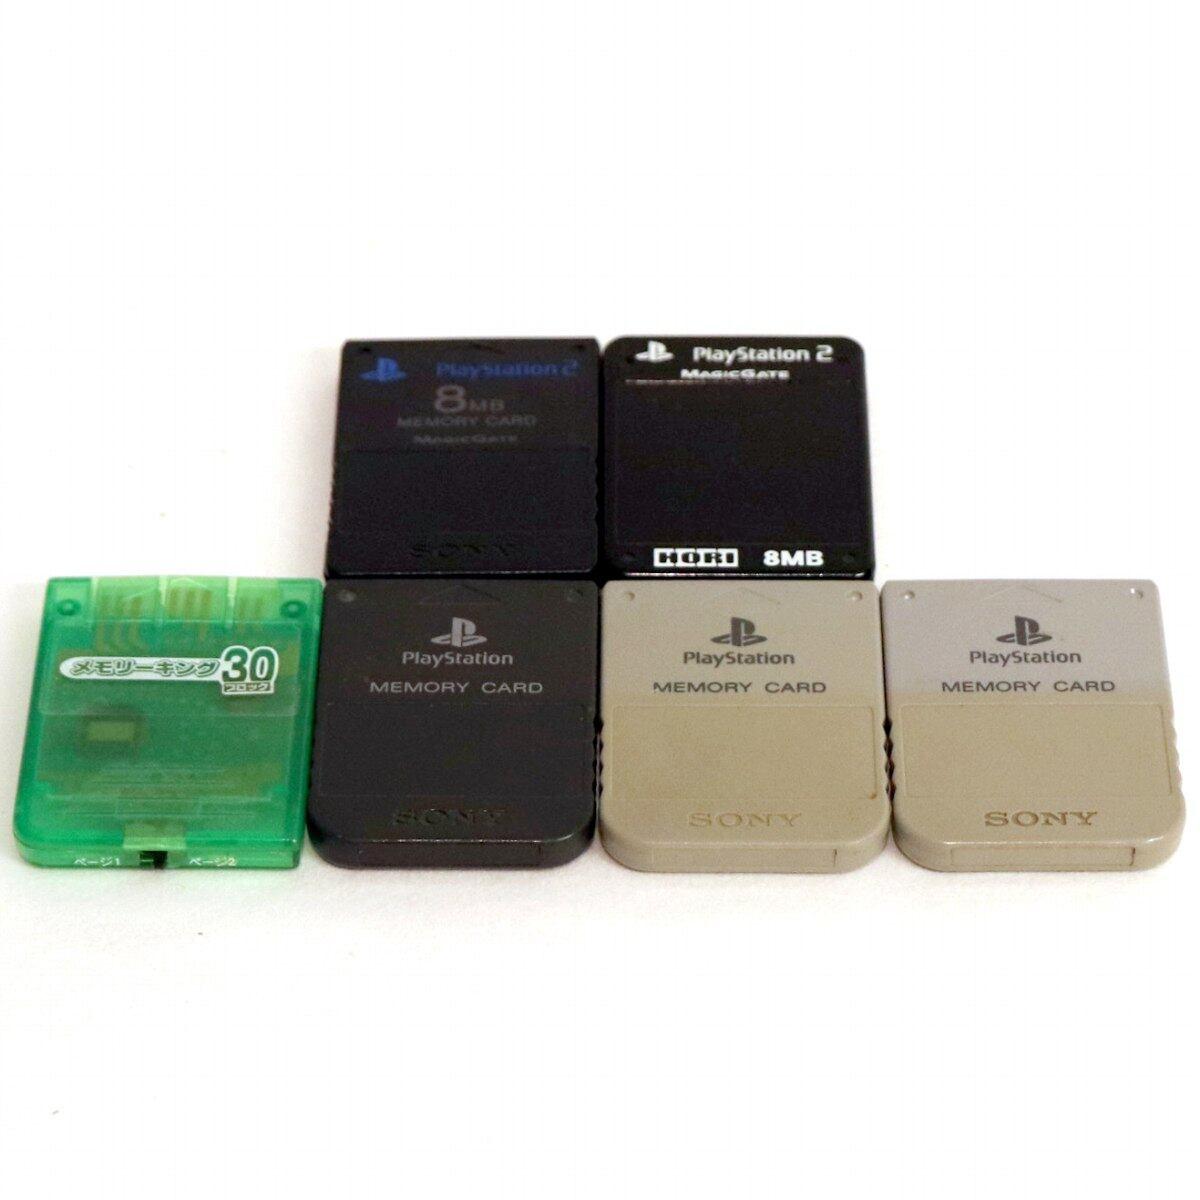 PlayStation 2
8MB
MEMORY CARD
MAGICGATE
SONY
PlayStation 2
MAGICGATE
HORI 8MB
メモリーキング30
ブロック
ページ1 ページ2
PlayStation
MEMORY CARD
SONY
PlayStation
MEMORY CARD
SONY
PlayStation
MEMORY CARD
SONY